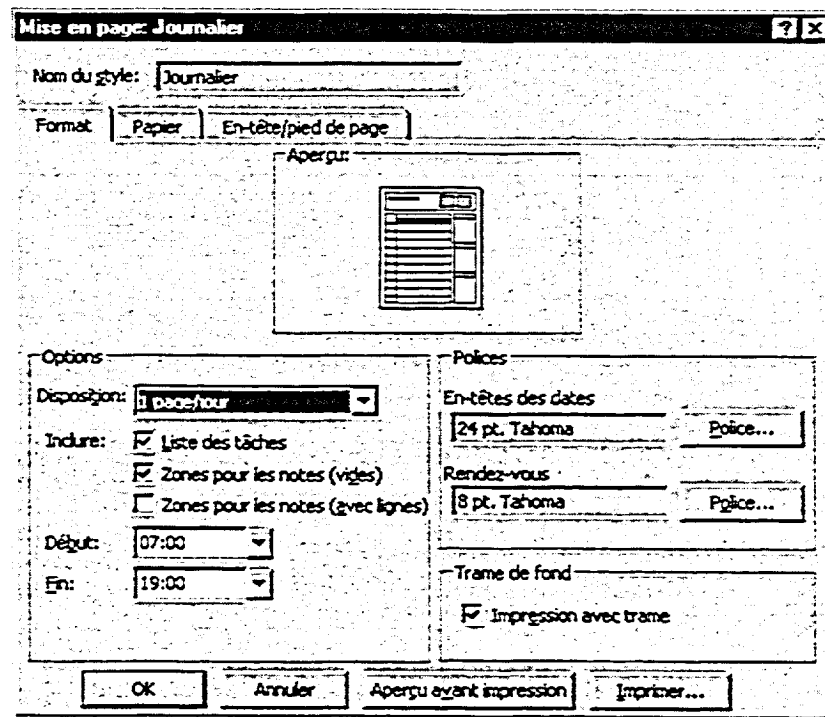 Mise en page: Journalier
Nom du style: Journalier
Format Papier En-tête/pied de page
Aperçu:
Options
Disposition: 1 page/jour
Inclure: Liste des tâches
Zones pour les notes (vides)
Zones pour les notes (avec lignes)
Début: 07:00
Fin: 19:00
Polices
En-têtes des dates
24 pt. Tahoma Police...
Rendez-vous
8 pt. Tahoma Police...
Trame de fond
Impression avec trame
OK Annuler Aperçu avant impression Imprimer...